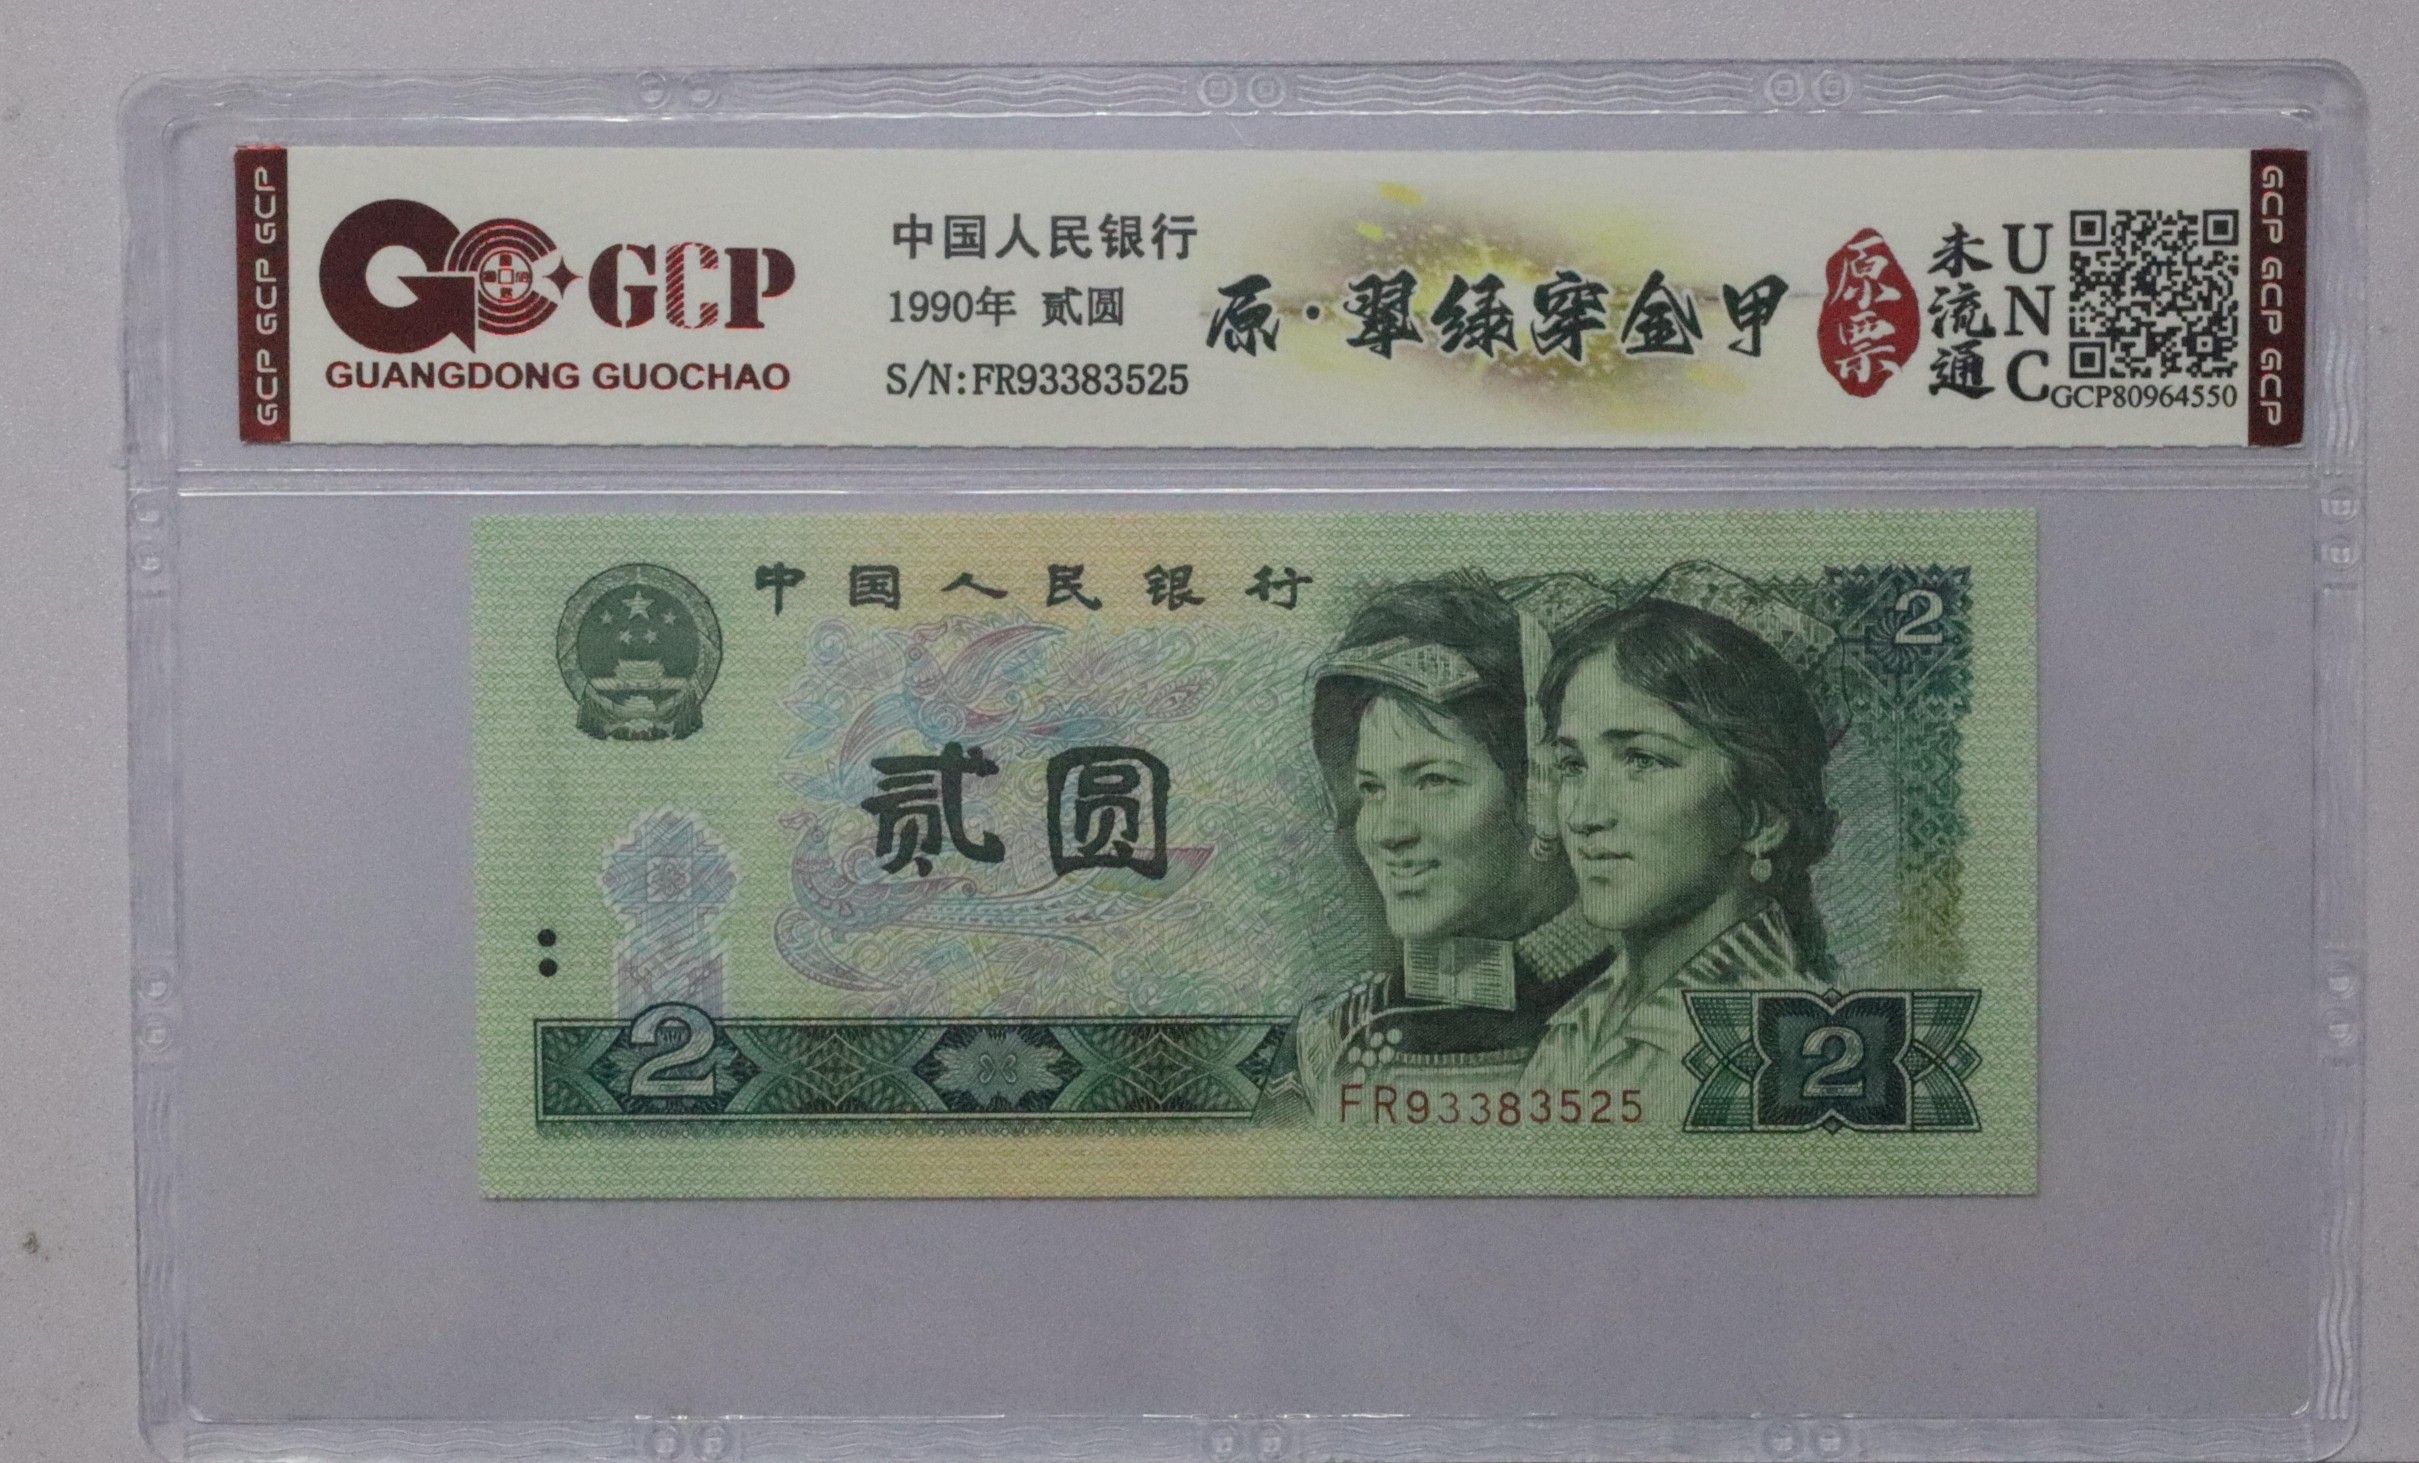 GCP GCP GCP
GCP
GUANGDONG GUOCHAO
中国人民银行
1990年 贰圆
S/N:FR93383525
原·翠绿穿金甲
原票
未流通
UNC
GCP80964550
GCP GCP GCP
中国人民银行
2
贰圆
2
2
FR93383525